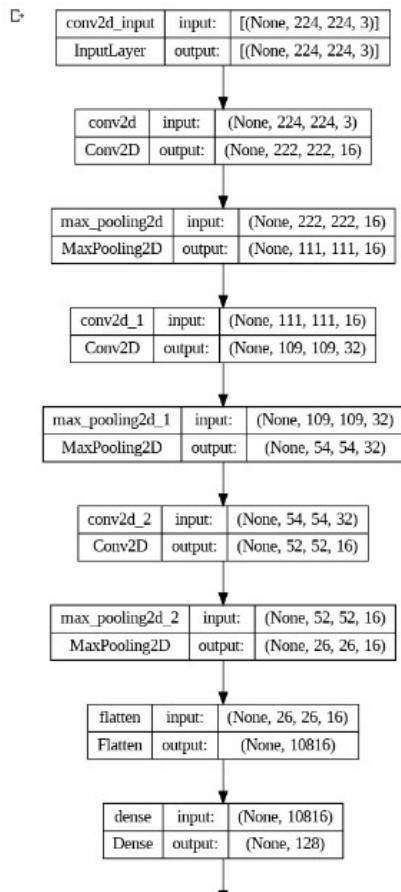 conv2d_input input: [(None, 224, 224, 3)]
InputLayer output: [(None, 224, 224, 3)]
conv2d input: (None, 224, 224, 3)
Conv2D output: (None, 222, 222, 16)
max_pooling2d input: (None, 222, 222, 16)
MaxPooling2D output: (None, 111, 111, 16)
conv2d_1 input: (None, 111, 111, 16)
Conv2D output: (None, 109, 109, 32)
max_pooling2d_1 input: (None, 109, 109, 32)
MaxPooling2D output: (None, 54, 54, 32)
conv2d_2 input: (None, 54, 54, 32)
Conv2D output: (None, 52, 52, 16)
max_pooling2d_2 input: (None, 52, 52, 16)
MaxPooling2D output: (None, 26, 26, 16)
flatten input: (None, 26, 26, 16)
Flatten output: (None, 10816)
dense input: (None, 10816)
Dense output: (None, 128)